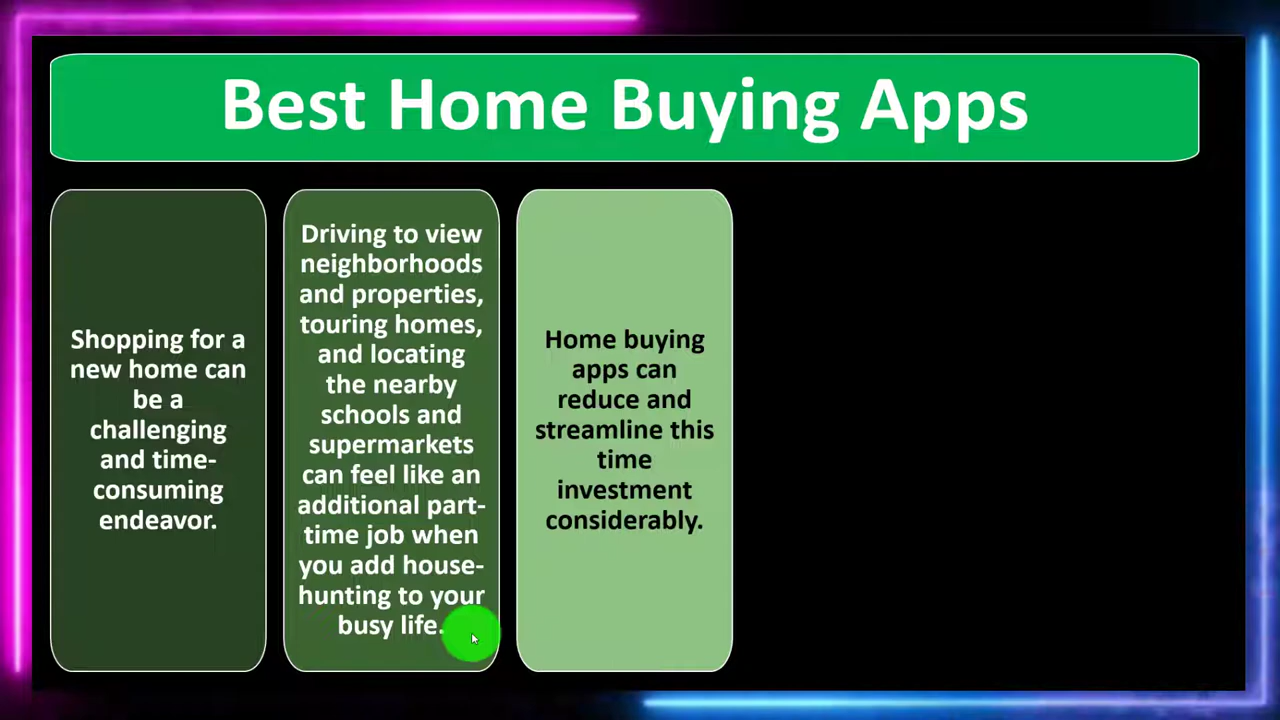 Best Home Buying Apps
Shopping for a
new home can
be a
challenging
and time-
consuming
endeavor.
Driving to view
neighborhoods
and properties,
touring homes,
and locating
the nearby
schools and
supermarkets
can feel like an
additional part-
time job when
you add house-
hunting to your
busy life.
Home buying
apps can
reduce and
streamline this
time
investment
considerably.